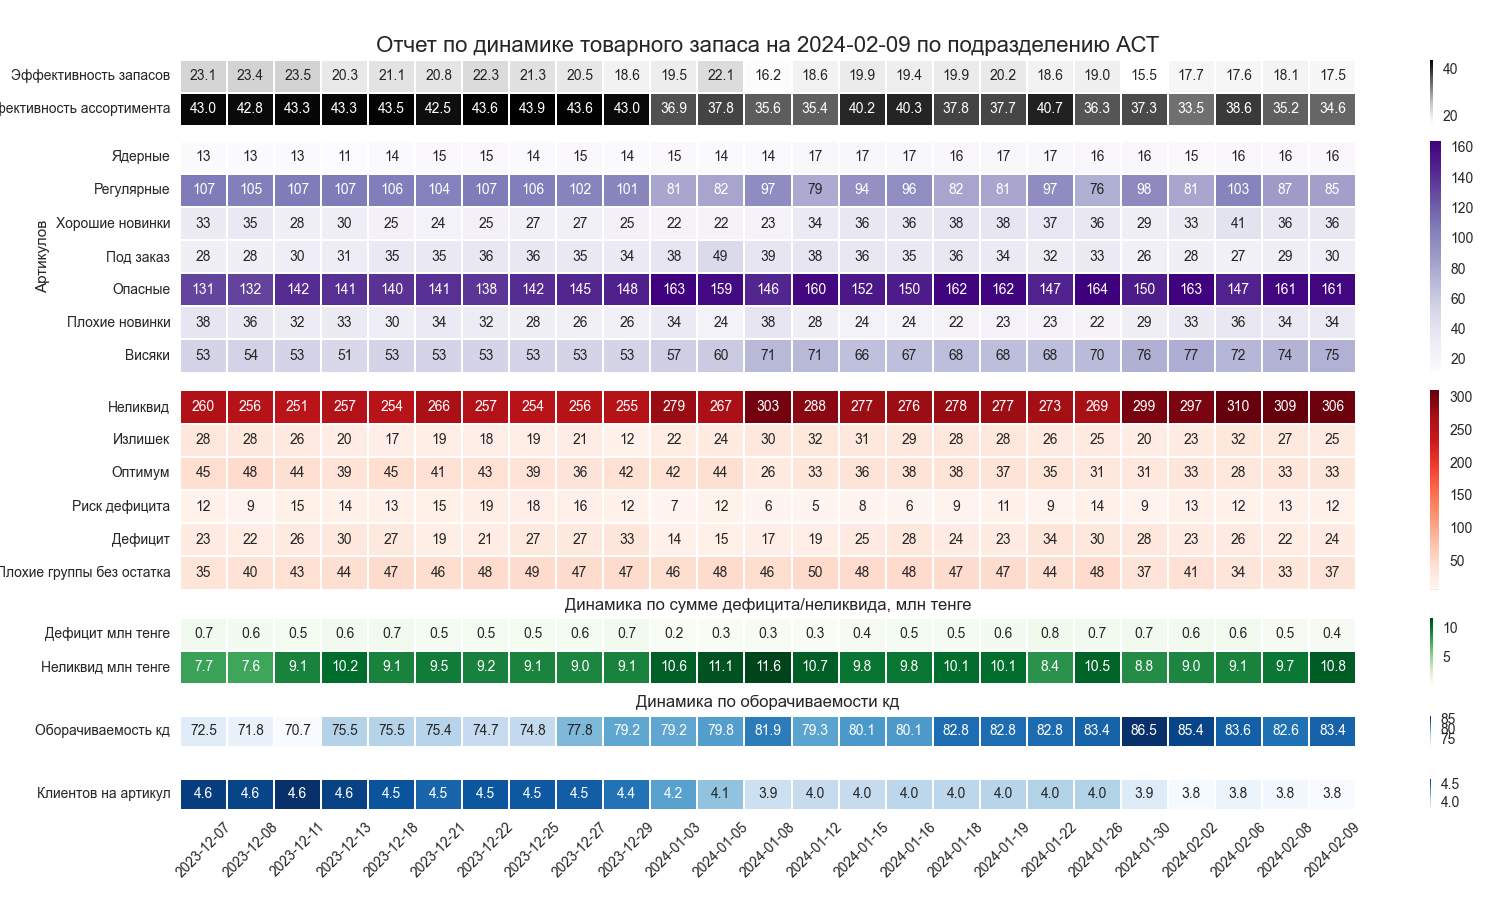 Отчет по динамике товарного запаса на 2024-02-09 по подразделению АСТ
Эффективность запасов 23.1 23.4 23.5 20.3 21.1 20.8 22.3 21.3 20.5 18.6 19.5 22.1 16.2 18.6 19.9 19.4 19.9 20.2 18.6 19.0 15.5 17.7 17.6 18.1 17.5
фективность ассортимента 43.0 42.8 43.3 43.3 43.5 42.5 43.6 43.9 43.6 43.0 36.9 37.8 35.6 35.4 40.2 40.3 37.8 37.7 40.7 36.3 37.3 33.5 38.6 35.2 34.6
40
20
Артикулов
Ядерные 13 13 13 11 14 15 15 14 15 14 15 14 14 17 17 17 16 17 17 16 16 15 16 16 16
Регулярные 107 105 107 107 106 104 107 106 102 101 81 82 97 79 94 96 82 81 97 76 98 81 103 87 85
Хорошие новинки 33 35 28 30 25 24 25 27 27 25 22 22 23 34 36 36 38 38 37 36 29 33 41 36 36
Под заказ 28 28 30 31 35 35 36 36 35 34 38 49 39 38 36 35 36 34 32 33 26 28 27 29 30
Опасные 131 132 142 141 140 141 138 142 145 148 163 159 146 160 152 150 162 162 147 164 150 163 147 161 161
Плохие новинки 38 36 32 33 30 34 32 28 26 26 34 24 38 28 24 24 22 23 23 22 29 33 36 34 34
Висяки 53 54 53 51 53 53 53 53 53 53 57 60 71 71 66 67 68 68 68 70 76 77 72 74 75
160
140
120
100
80
60
40
20
Неликвид 260 256 251 257 254 266 257 254 256 255 279 267 303 288 277 276 278 277 273 269 299 297 310 309 306
Излишек 28 28 26 20 17 19 18 19 21 12 22 24 30 32 31 29 28 28 26 25 20 23 32 27 25
Оптимум 45 48 44 39 45 41 43 39 36 42 42 44 26 33 36 38 38 37 35 31 31 33 28 33 33
Риск дефицита 12 9 15 14 13 15 19 18 16 12 7 12 6 5 8 6 9 11 9 14 9 13 12 13 12
Дефицит 23 22 26 30 27 19 21 27 27 33 14 15 17 19 25 28 24 23 34 30 28 23 26 22 24
Плохие группы без остатка 35 40 43 44 47 46 48 49 47 47 46 48 46 50 48 48 47 47 44 48 37 41 34 33 37
300
250
200
150
100
50
Динамика по сумме дефицита/неликвида, млн тенге
Дефицит млн тенге 0.7 0.6 0.5 0.6 0.7 0.5 0.5 0.5 0.6 0.7 0.2 0.3 0.3 0.3 0.4 0.5 0.5 0.6 0.8 0.7 0.7 0.6 0.6 0.5 0.4
Неликвид млн тенге 7.7 7.6 9.1 10.2 9.1 9.5 9.2 9.1 9.0 9.1 10.6 11.1 11.6 10.7 9.8 9.8 10.1 10.1 8.4 10.5 8.8 9.0 9.1 9.7 10.8
10
5
Динамика по оборачиваемости кд
Оборачиваемость кд 72.5 71.8 70.7 75.5 75.5 75.4 74.7 74.8 77.8 79.2 79.2 79.8 81.9 79.3 80.1 80.1 82.8 82.8 82.8 83.4 86.5 85.4 83.6 82.6 83.4
85
80
75
Клиентов на артикул 4.6 4.6 4.6 4.6 4.5 4.5 4.5 4.5 4.5 4.4 4.2 4.1 3.9 4.0 4.0 4.0 4.0 4.0 4.0 4.0 3.9 3.8 3.8 3.8 3.8
4.5
4.0
2023-12-07 2023-12-08 2023-12-11 2023-12-13 2023-12-18 2023-12-21 2023-12-22 2023-12-25 2023-12-27 2023-12-29 2024-01-03 2024-01-05 2024-01-08 2024-01-12 2024-01-15 2024-01-16 2024-01-18 2024-01-19 2024-01-22 2024-01-26 2024-01-30 2024-02-02 2024-02-06 2024-02-08 2024-02-09